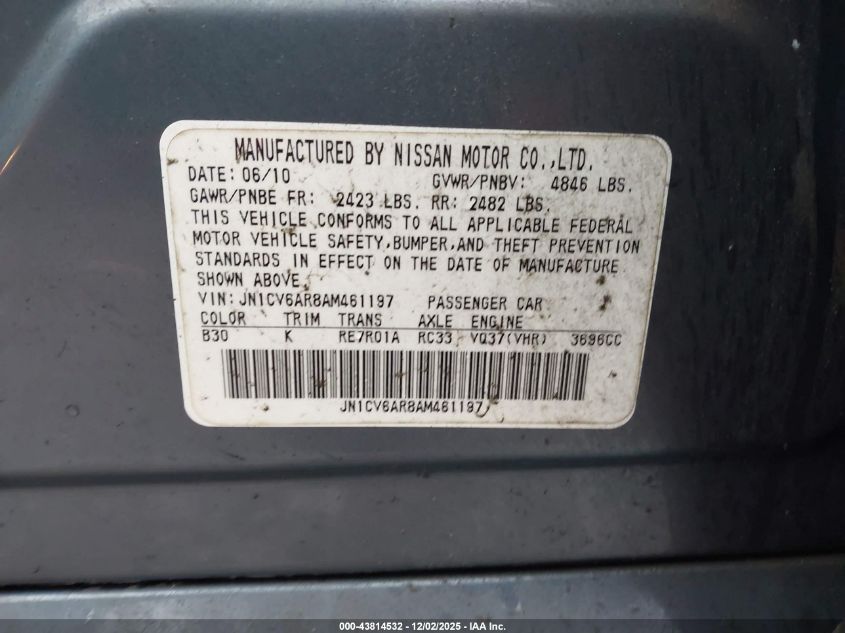 MANUFACTURED BY NISSAN MOTOR CO.,LTD.
DATE: 06/10 GVWR/PNBV: 4846 LBS.
GAWR/PNBE FR: 2423 LBS. RR: 2482 LBS.
THIS VEHICLE CONFORMS TO ALL APPLICABLE FEDERAL
MOTOR VEHICLE SAFETY,BUMPER,AND THEFT PREVENTION
STANDARDS IN EFFECT ON THE DATE OF MANUFACTURE
SHOWN ABOVE.
VIN: JN1CV6AR8AM461197 PASSENGER CAR
COLOR TRIM TRANS AXLE ENGINE
B30 K RE7R01A RC33 VQ37(VHR) 3696CC
JN1CV6AR8AM461197
000-43814532 - 12/02/2025 - IAA Inc.